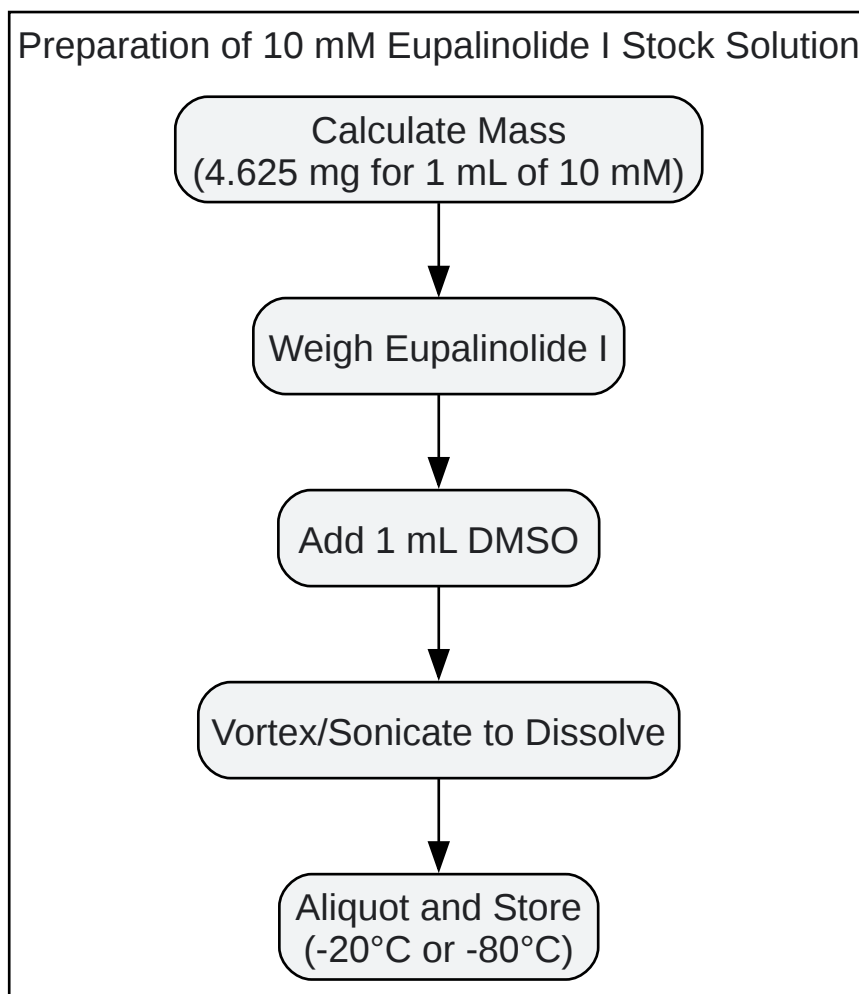 Preparation of 10 mM Eupalinolide I Stock Solution
Calculate Mass
(4.625 mg for 1 mL of 10 mM)
Weigh Eupalinolide I
Add 1 mL DMSO
Vortex/Sonicate to Dissolve
Aliquot and Store
(-20°C or -80°C)